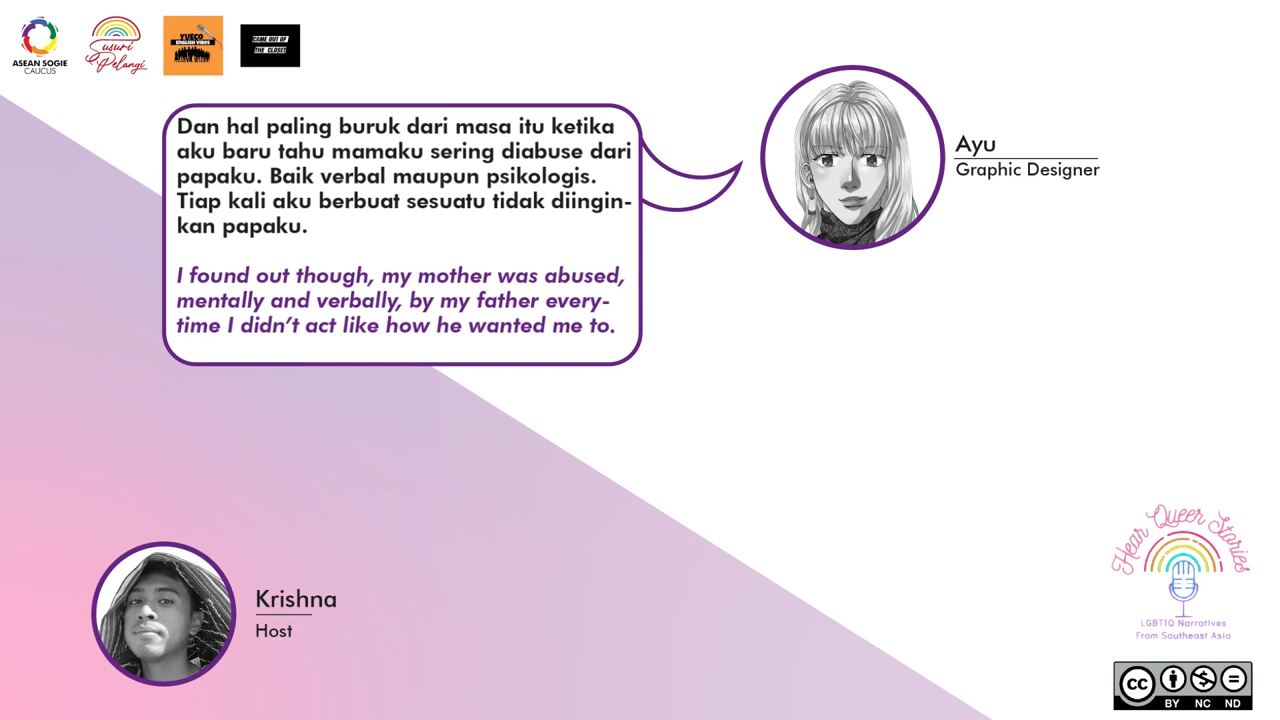 ASEAN SOGIE
CAUCUS
Susuri
Pelangi
YUECO
ENGLISH VIBES
CAME OUT OF
THE CLOSET
Dan hal paling buruk dari masa itu ketika
aku baru tahu mamaku sering diabuse dari
papaku. Baik verbal maupun psikologis.
Tiap kali aku berbuat sesuatu tidak diingin-
kan papaku.
I found out though, my mother was abused,
mentally and verbally, by my father every-
time I didn't act like how he wanted me to.
Ayu
Graphic Designer
Krishna
Host
Hear Queer Stories
LGBTIQ Narratives
From Southeast Asia
cc
BY NC ND